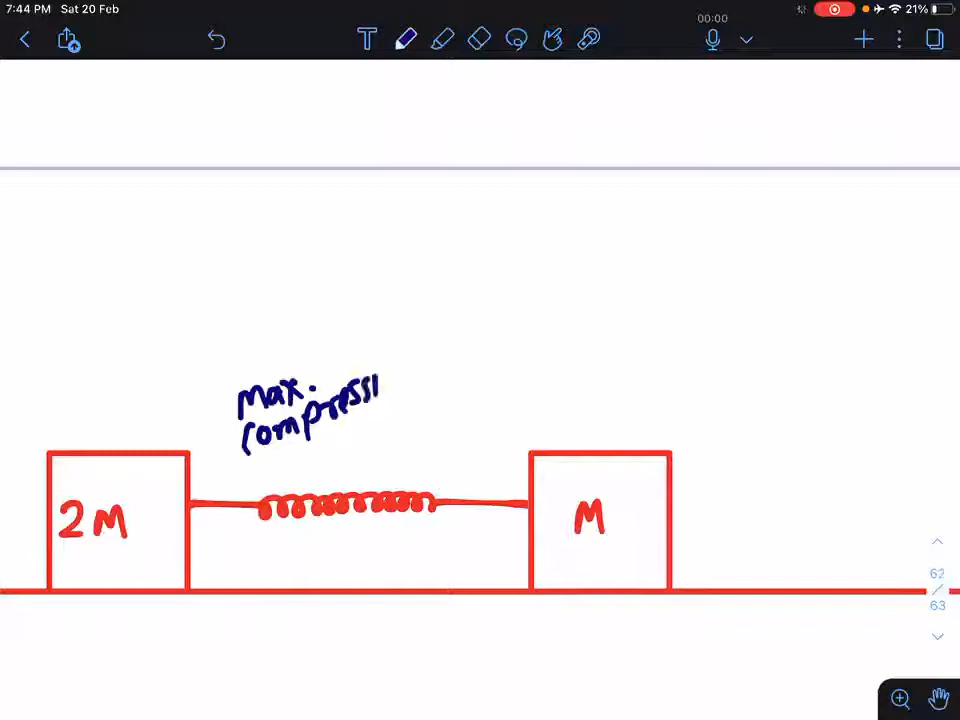 7:44 PM Sat 20 Feb
21%
00:00
T
max.
compressi
2M
M
62
/
63